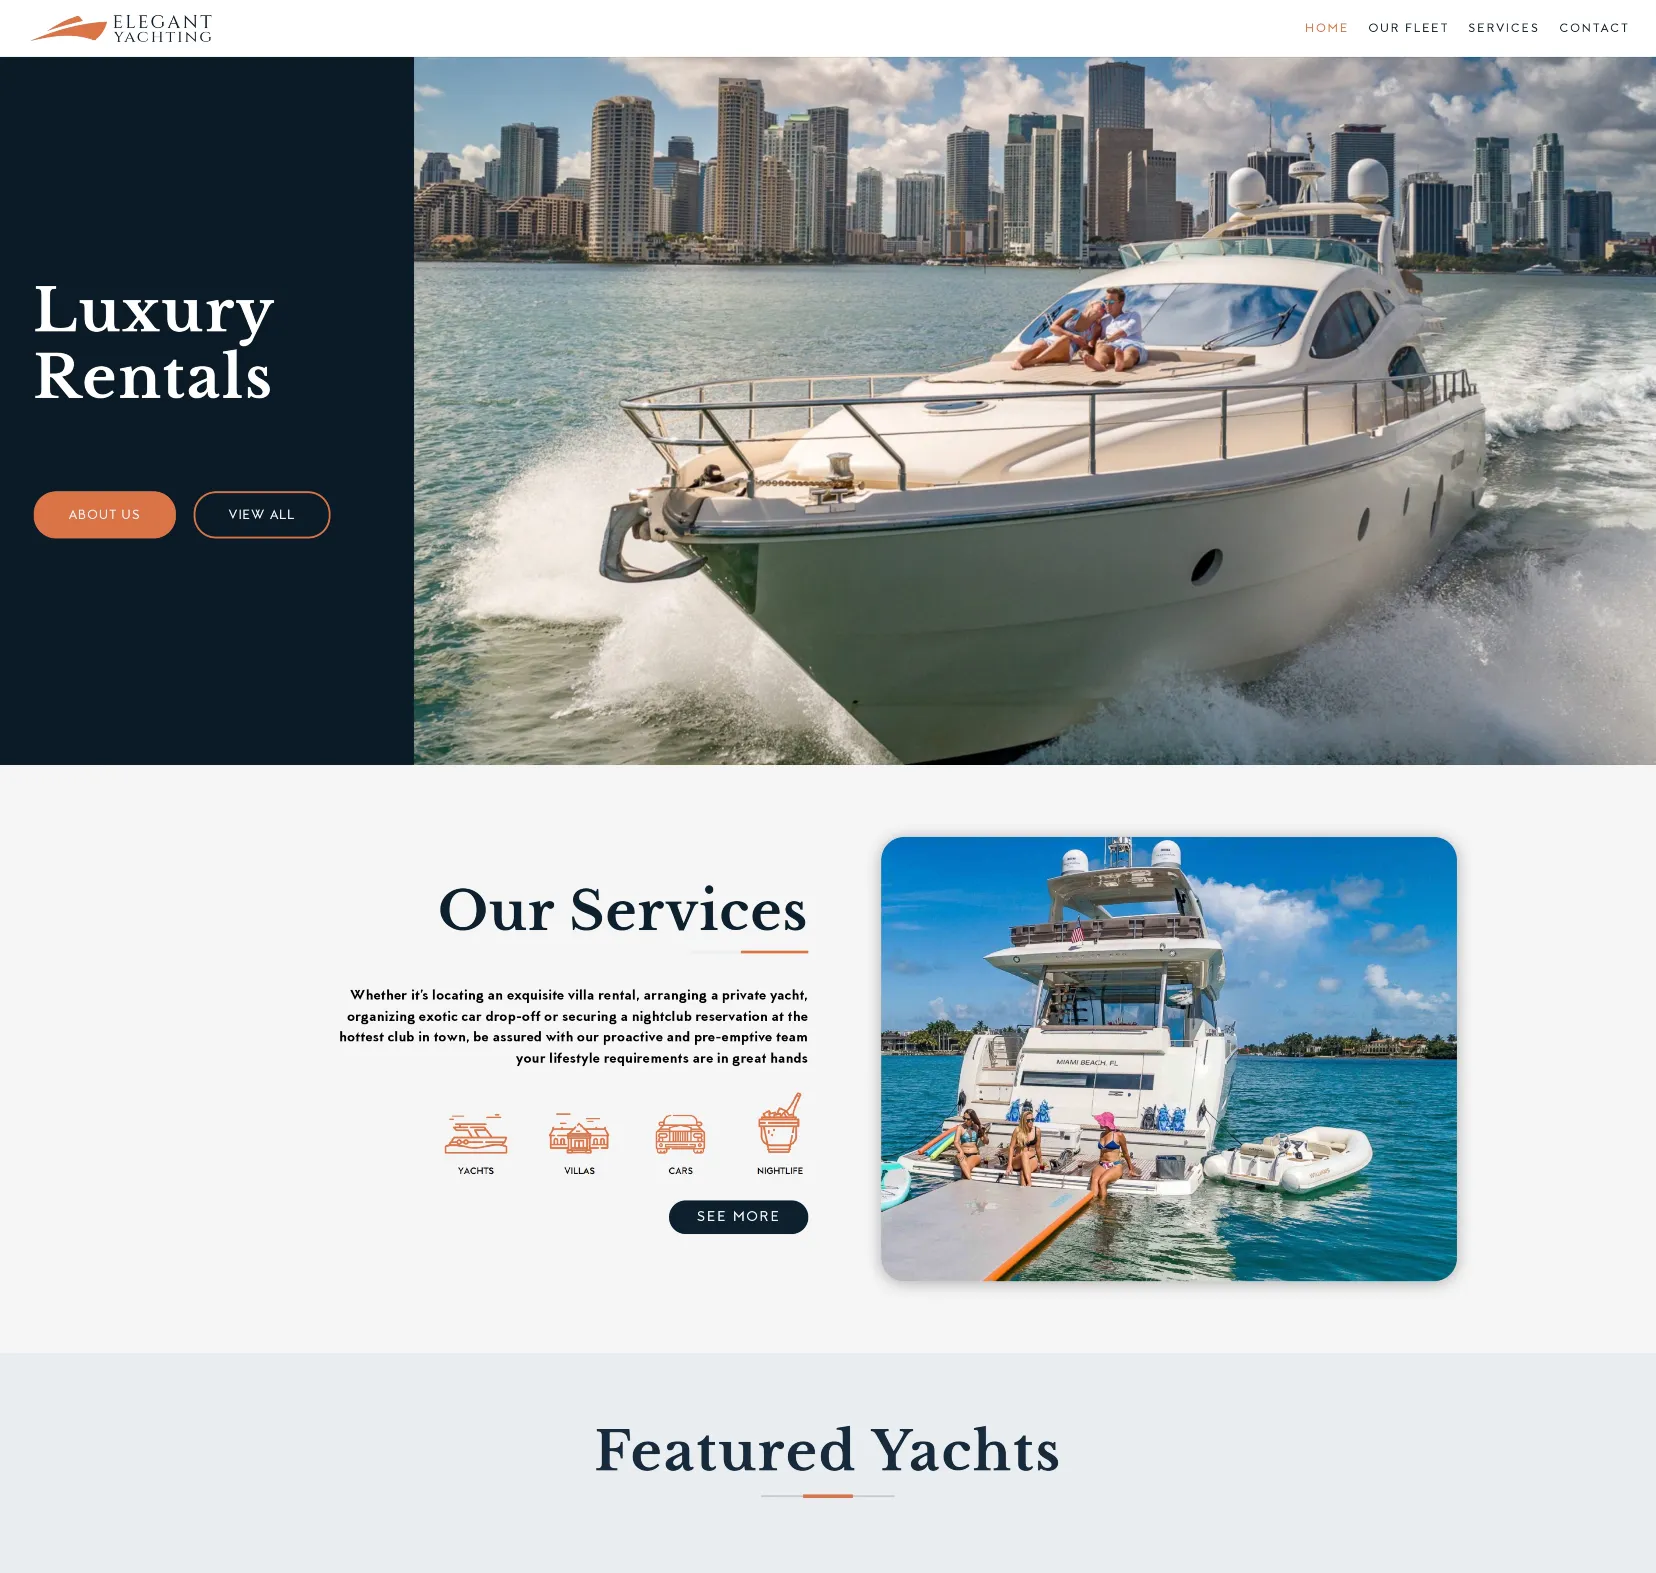 ELEGANT
YACHTING
HOME OUR FLEET SERVICES CONTACT
Luxury
Rentals
ABOUT US VIEW ALL
Our Services
Whether it's locating an exquisite villa rental, arranging a private yacht,
organizing exotic car drop-off or securing a nightclub reservation at the
hottest club in town, be assured with our proactive and pre-emptive team
your lifestyle requirements are in great hands
YACHTS VILLAS CARS NIGHTLIFE
SEE MORE
MIAMI BEACH, FL
WILLIAMS
Featured Yachts